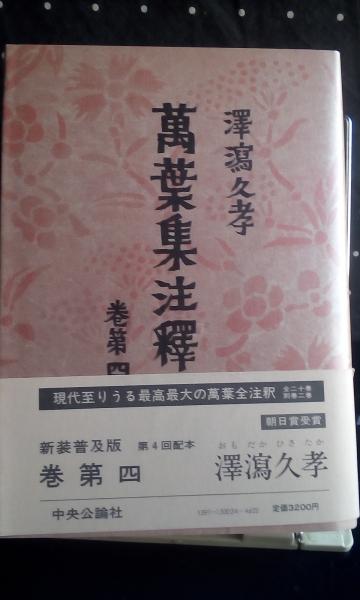 澤瀉久孝
萬葉集注釋
巻第四
現代至りうる最高最大の萬葉全注釈 全二十巻 別巻二巻
朝日賞受賞
新装普及版 第4回配本
おもだかひさたか
巻第四 澤瀉久孝
中央公論社
定価3200円